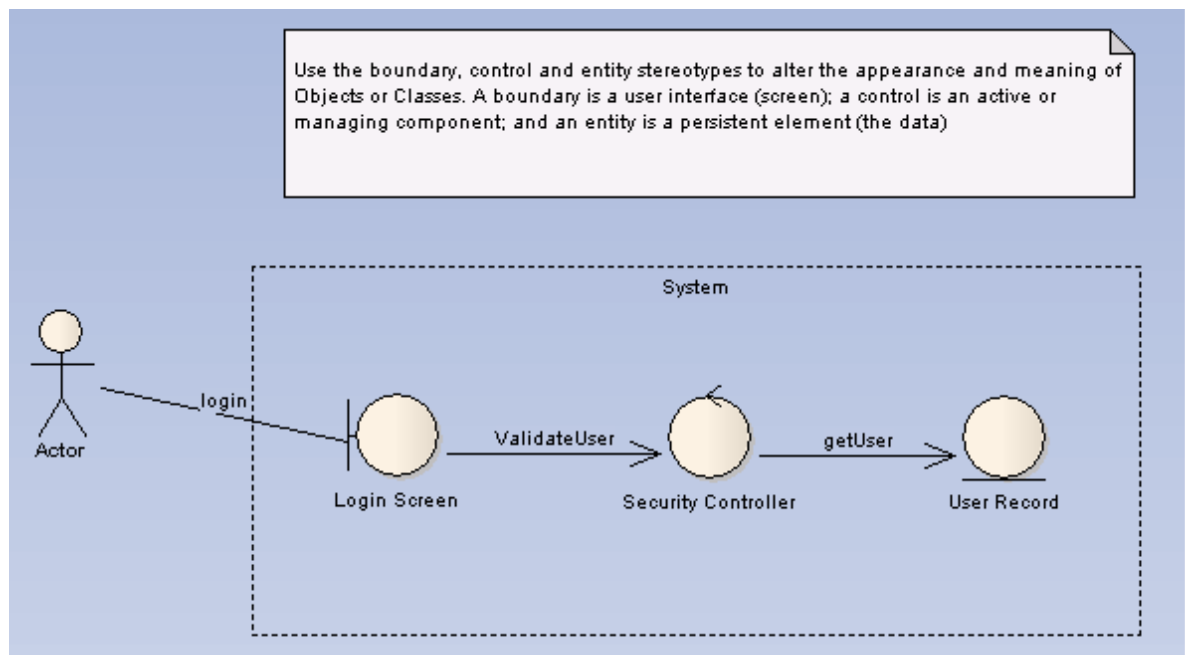 Use the boundary, control and entity stereotypes to alter the appearance and meaning of
Objects or Classes. A boundary is a user interface (screen); a control is an active or
managing component; and an entity is a persistent element (the data)
System
login
ValidateUser
getUser
Actor
Login Screen
Security Controller
User Record